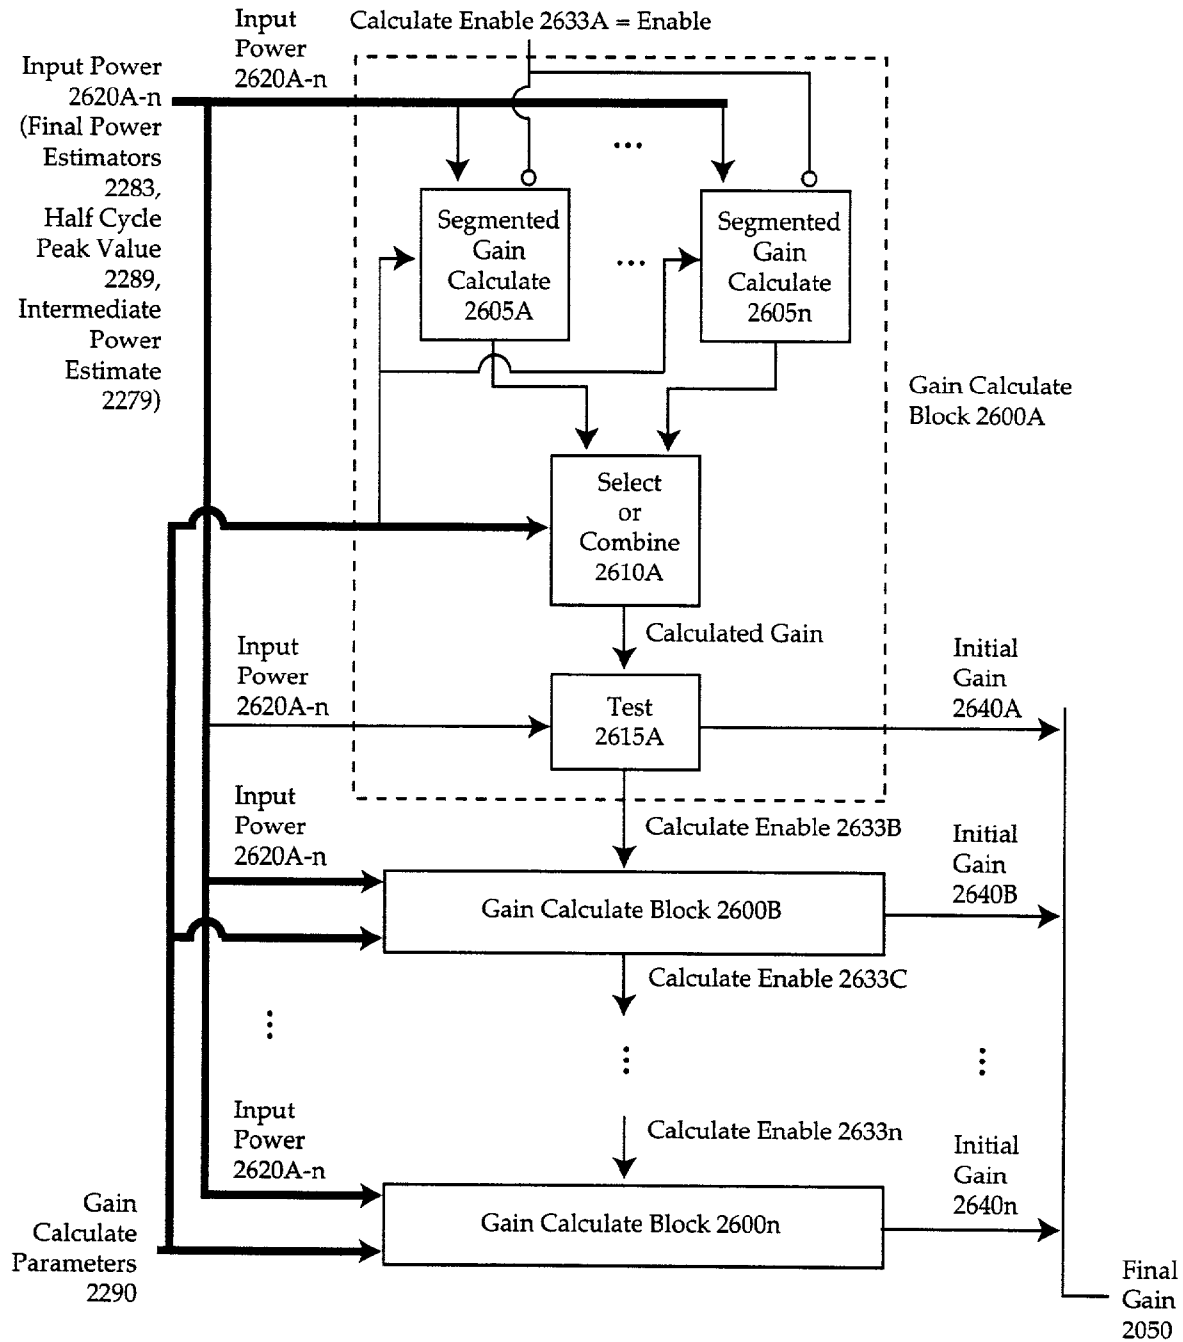 Input
Power
2620A-n
Calculate Enable 2633A = Enable
Input Power
2620A-n
(Final Power
Estimators
2283,
Half Cycle
Peak Value
2289,
Intermediate
Power
Estimate
2279)
...
Segmented
Gain
Calculate
2605A
...
Segmented
Gain
Calculate
2605n
Gain Calculate
Block 2600A
Select
or
Combine
2610A
Calculated Gain
Input
Power
2620A-n
Test
2615A
Initial
Gain
2640A
Input
Power
2620A-n
Calculate Enable 2633B
Initial
Gain
2640B
Gain Calculate Block 2600B
Calculate Enable 2633C
...
...
...
Input
Power
2620A-n
Calculate Enable 2633n
Initial
Gain
2640n
Gain Calculate Block 2600n
Gain
Calculate
Parameters
2290
Final
Gain
2050